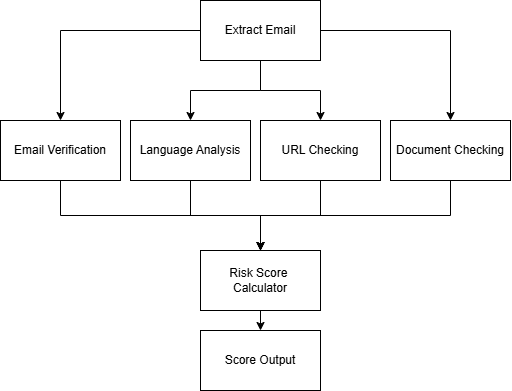 Extract Email
Email Verification
Language Analysis
URL Checking
Document Checking
Risk Score
Calculator
Score Output